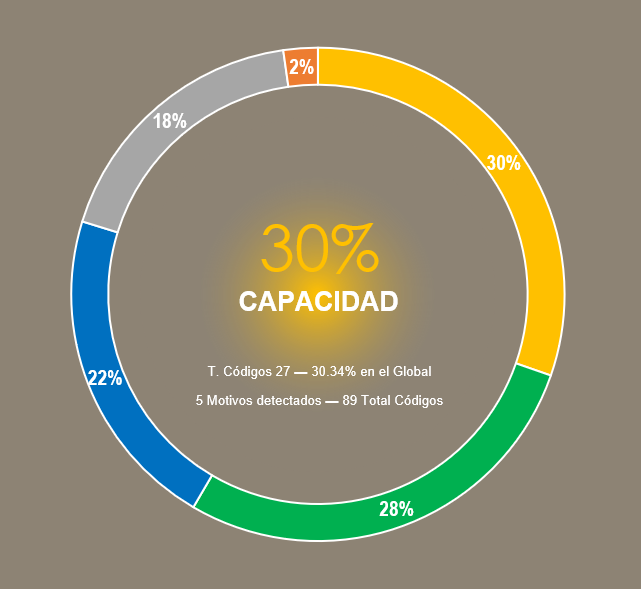 2%
18%
30%
30%
CAPACIDAD
T. Códigos 27 — 30.34% en el Global
22%
5 Motivos detectados — 89 Total Códigos
28%